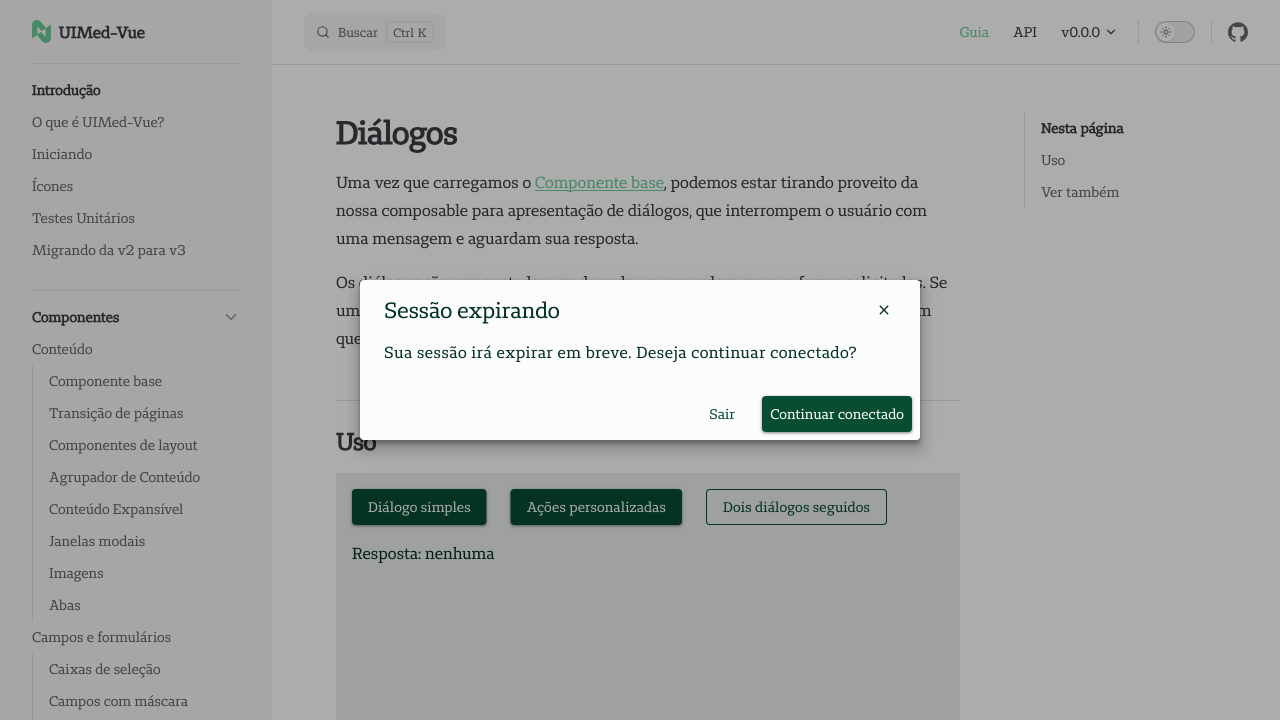 UIMed-Vue
Buscar
Ctrl K
Guia
API
v0.0.0
Introdução
O que é UIMed-Vue?
Iniciando
Ícones
Testes Unitários
Migrando da v2 para v3
Componentes
Conteúdo
Componente base
Transição de páginas
Componentes de layout
Agrupador de Conteúdo
Conteúdo Expansível
Janelas modais
Imagens
Abas
Campos e formulários
Caixas de seleção
Campos com máscara
Diálogos
Uma vez que carregamos o Componente base, podemos estar tirando proveito da
nossa composable para apresentação de diálogos, que interrompem o usuário com
uma mensagem e aguardam sua resposta.
Os
Se
Sessão expirando
Sua sessão irá expirar em breve. Deseja continuar conectado?
Sair
Continuar conectado
Uso
Diálogo simples
Ações personalizadas
Dois diálogos seguidos
Resposta: nenhuma
Nesta página
Uso
Ver também